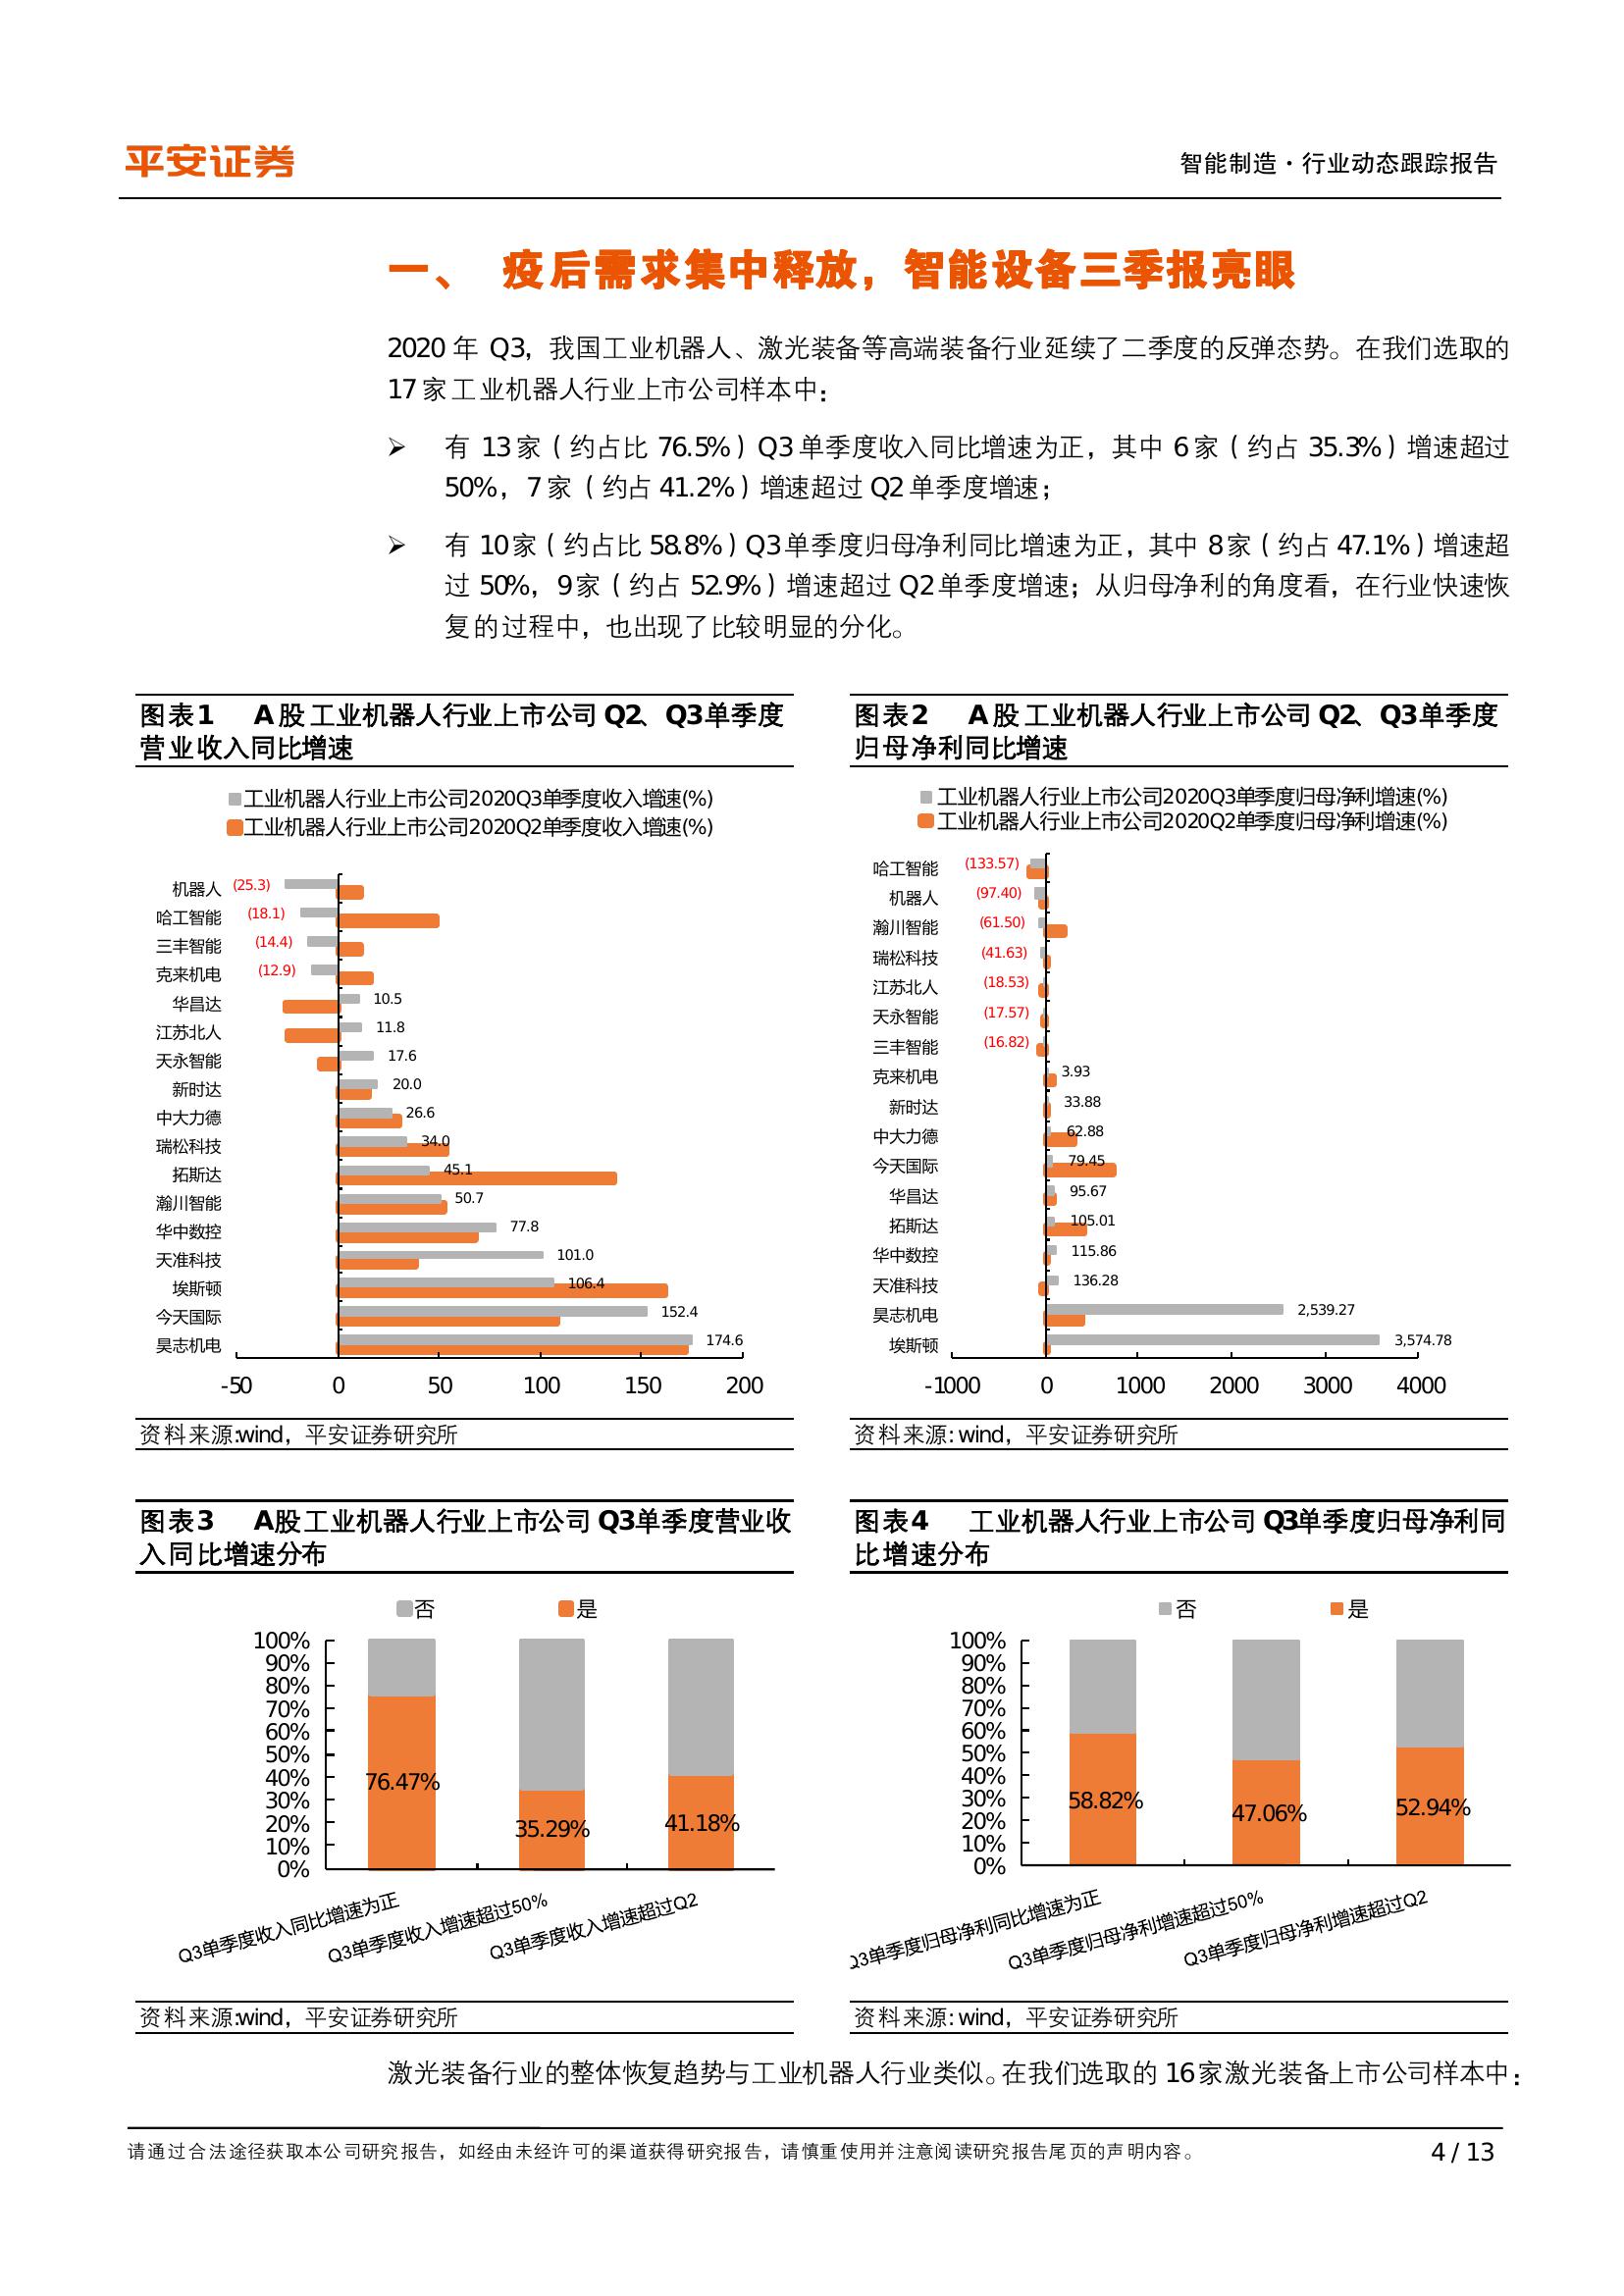 平安证券
智能制造·行业动态跟踪报告
一、 疫后需求集中释放，智能设备三季报亮眼
2020 年 Q3，我国工业机器人、激光装备等高端装备行业延续了二季度的反弹态势。在我们选取的
17 家工业机器人行业上市公司样本中：
➢ 有 13 家（约占比 76.5%）Q3 单季度收入同比增速为正，其中 6 家（约占 35.3%）增速超过
50%，7 家（约占 41.2%）增速超过 Q2 单季度增速；
➢ 有 10 家（约占比 58.8%）Q3 单季度归母净利同比增速为正，其中 8 家（约占 47.1%）增速超
过 50%，9 家（约占 52.9%）增速超过 Q2 单季度增速；从归母净利的角度看，在行业快速恢
复的过程中，也出现了比较明显的分化。
图表1 A 股工业机器人行业上市公司 Q2、Q3 单季度
营业收入同比增速
工业机器人行业上市公司2020Q3单季度收入增速(%)
工业机器人行业上市公司2020Q2单季度收入增速(%)
机器人 (25.3)
哈工智能 (18.1)
三丰智能 (14.4)
克来机电 (12.9)
华昌达 10.5
江苏北人 11.8
天永智能 17.6
新时达 20.0
中大力德 26.6
瑞松科技 34.0
拓斯达 45.1
瀚川智能 50.7
华中数控 77.8
天准科技 101.0
埃斯顿 106.4
今天国际 152.4
昊志机电 174.6
-50 0 50 100 150 200
资料来源:wind，平安证券研究所
图表2 A 股工业机器人行业上市公司 Q2、Q3 单季度
归母净利同比增速
工业机器人行业上市公司2020Q3单季度归母净利增速(%)
工业机器人行业上市公司2020Q2单季度归母净利增速(%)
哈工智能 (133.57)
机器人 (97.40)
瀚川智能 (61.50)
瑞松科技 (41.63)
江苏北人 (18.53)
天永智能 (17.57)
三丰智能 (16.82)
克来机电 3.93
新时达 33.88
中大力德 62.88
今天国际 79.45
华昌达 95.67
拓斯达 105.01
华中数控 115.86
天准科技 136.28
昊志机电 2,539.27
埃斯顿 3,574.78
-1000 0 1000 2000 3000 4000
资料来源: wind，平安证券研究所
图表3 A股工业机器人行业上市公司 Q3单季度营业收
入同比增速分布
否 是
100%
90%
80%
70%
60%
50%
40%
30%
20%
10%
0%
76.47%
35.29%
41.18%
Q3单季度收入同比增速为正
Q3单季度收入增速超过50%
Q3单季度收入增速超过Q2
资料来源:wind，平安证券研究所
图表4 工业机器人行业上市公司 Q3单季度归母净利同
比增速分布
否 是
100%
90%
80%
70%
60%
50%
40%
30%
20%
10%
0%
58.82%
47.06%
52.94%
Q3单季度归母净利同比增速为正
Q3单季度归母净利增速超过50%
Q3单季度归母净利增速超过Q2
资料来源: wind，平安证券研究所
激光装备行业的整体恢复趋势与工业机器人行业类似。在我们选取的 16 家激光装备上市公司样本中：
请通过合法途径获取本公司研究报告，如经由未经许可的渠道获得研究报告，请慎重使用并注意阅读研究报告尾页的声明内容。
4 / 13